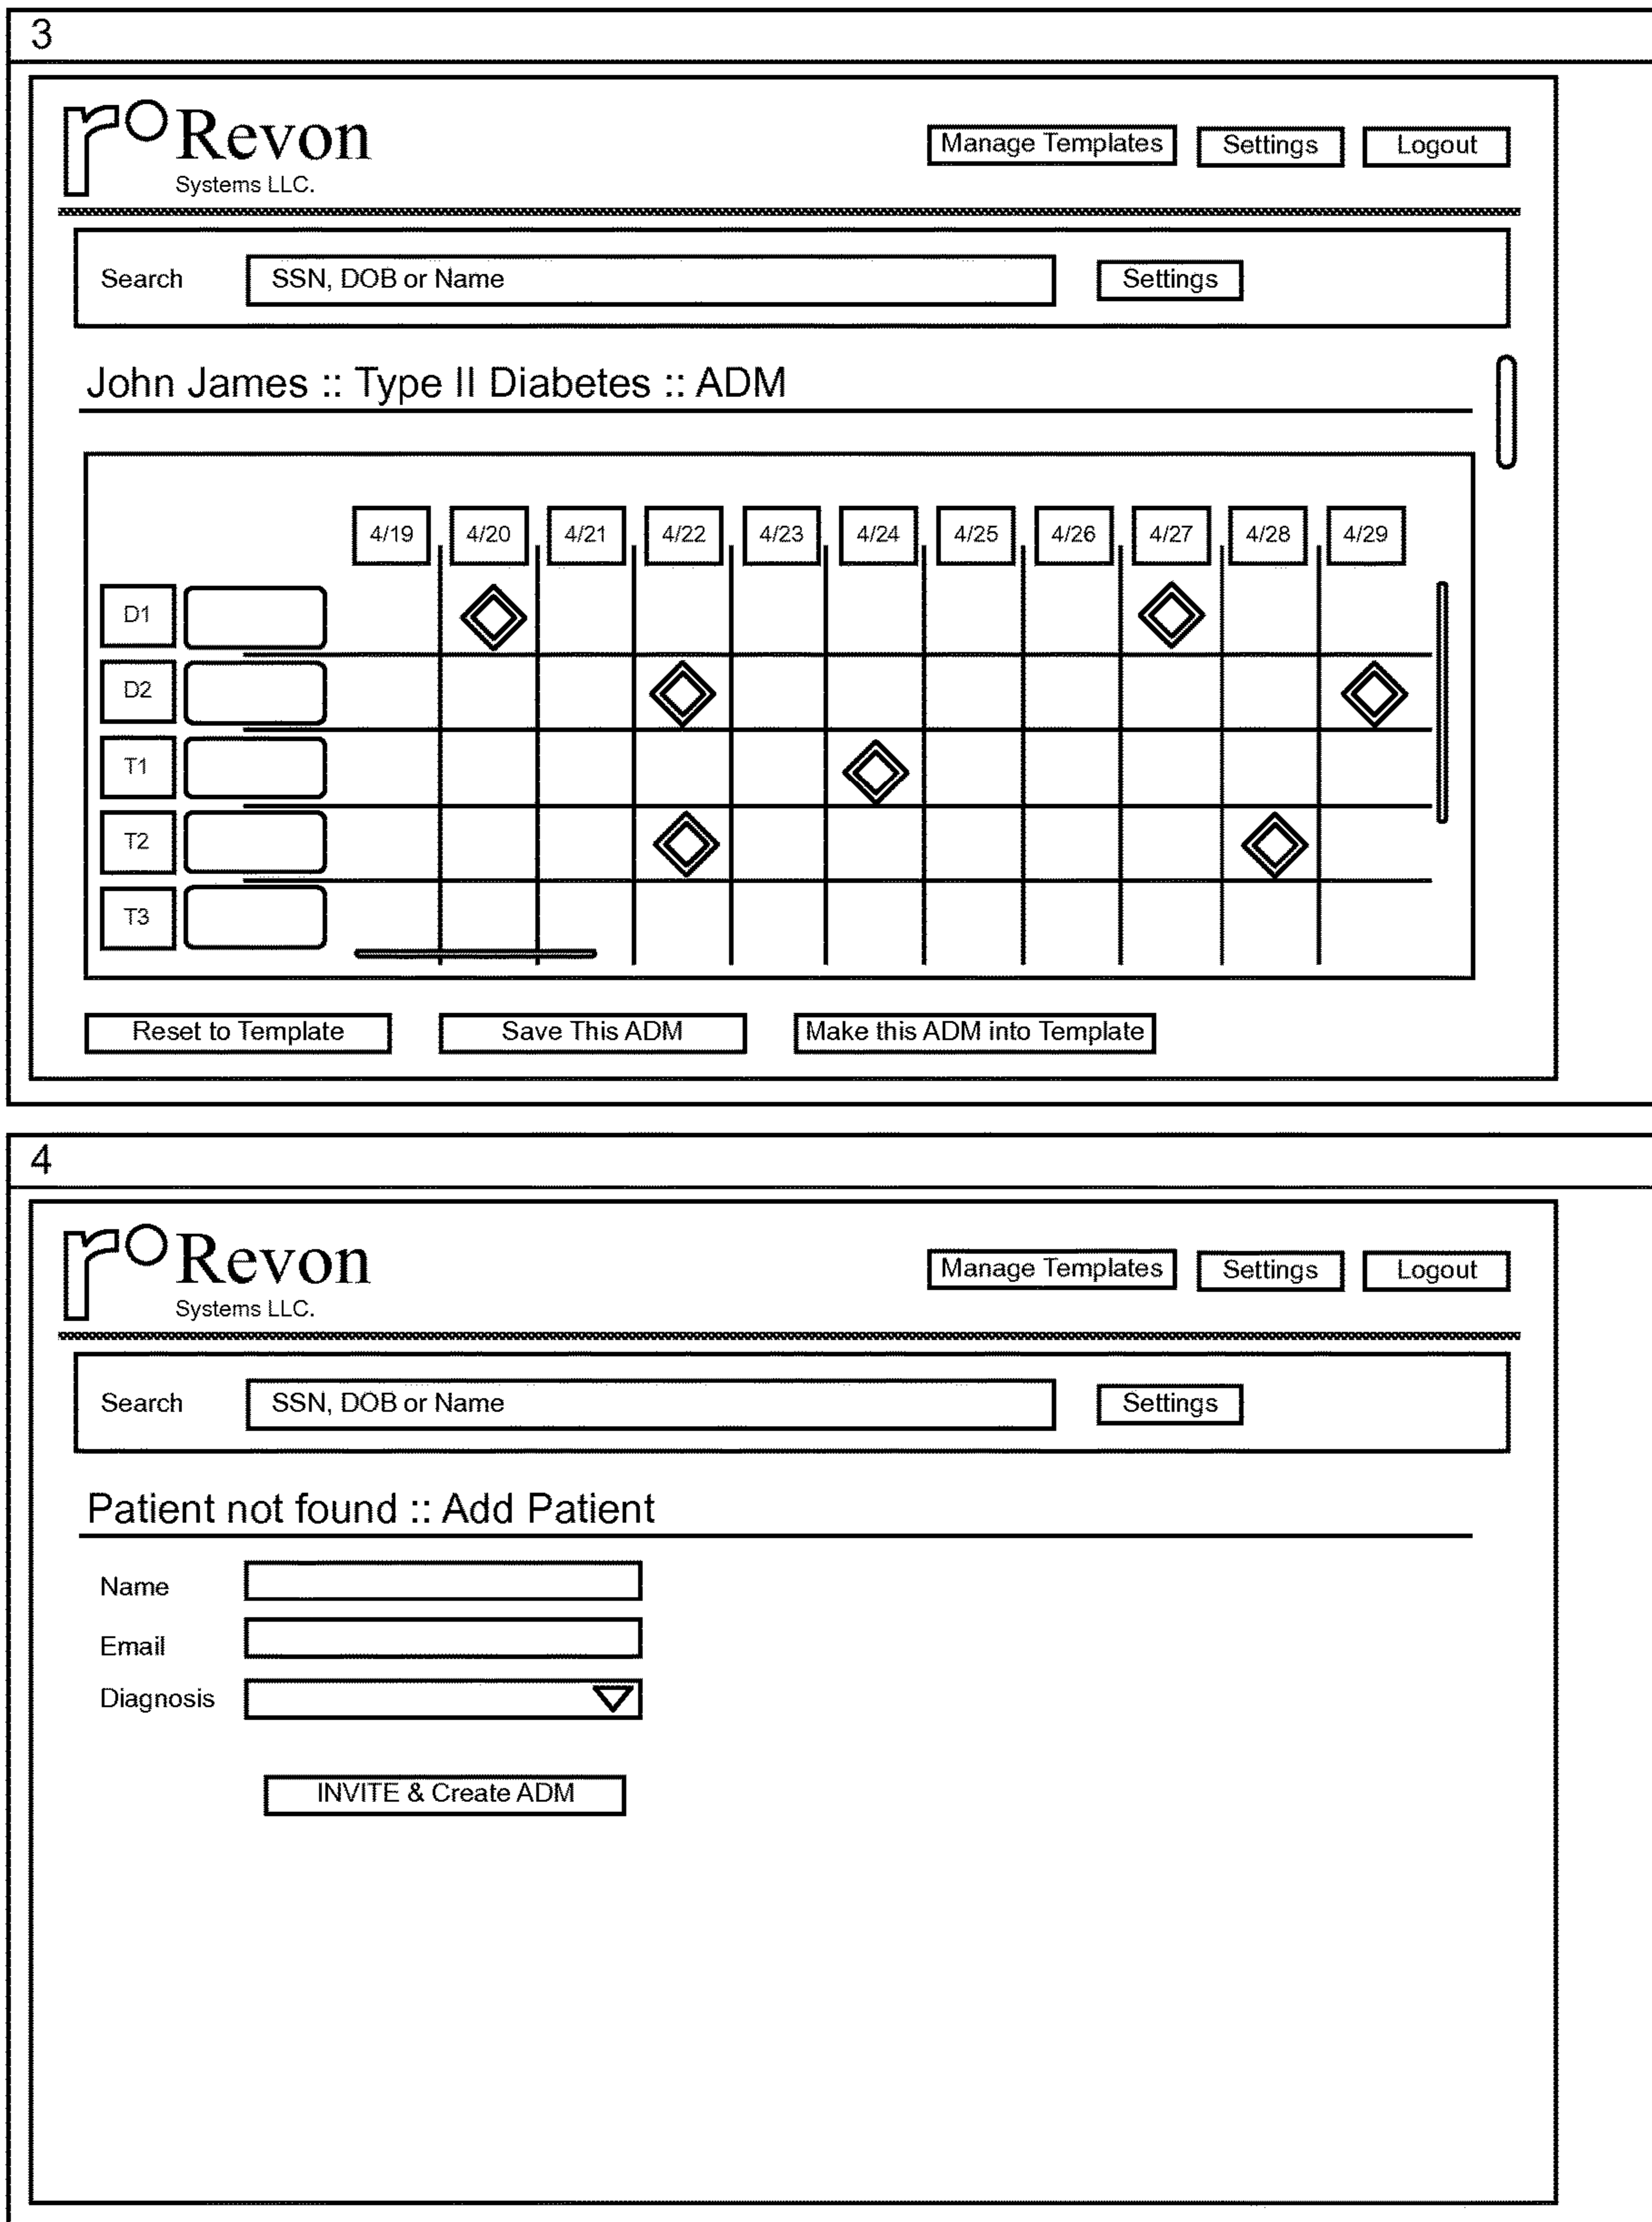 3
ro Revon
Systems LLC.
Manage Templates Settings Logout
Search SSN, DOB or Name Settings
John James :: Type II Diabetes :: ADM
4/19 4/20 4/21 4/22 4/23 4/24 4/25 4/26 4/27 4/28 4/29
D1
D2
T1
T2
T3
Reset to Template Save This ADM Make this ADM into Template
4
ro Revon
Systems LLC.
Manage Templates Settings Logout
Search SSN, DOB or Name Settings
Patient not found :: Add Patient
Name
Email
Diagnosis
INVITE & Create ADM